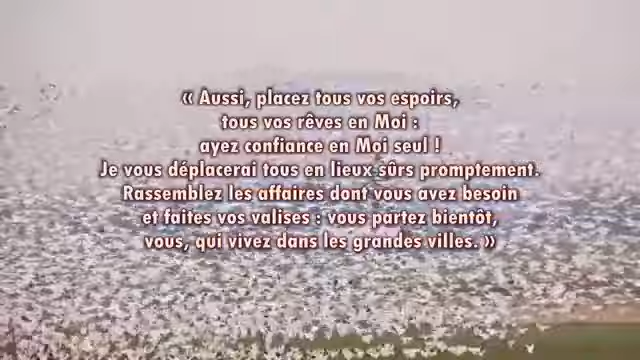 « Aussi, placez tous vos espoirs,
tous vos rêves en Moi :
ayez confiance en Moi seul !
Je vous déplacerai tous en lieux sûrs promptement.
Rassemblez les affaires dont vous avez besoin
et faites vos valises : vous partez bientôt,
vous, qui vivez dans les grandes villes. »